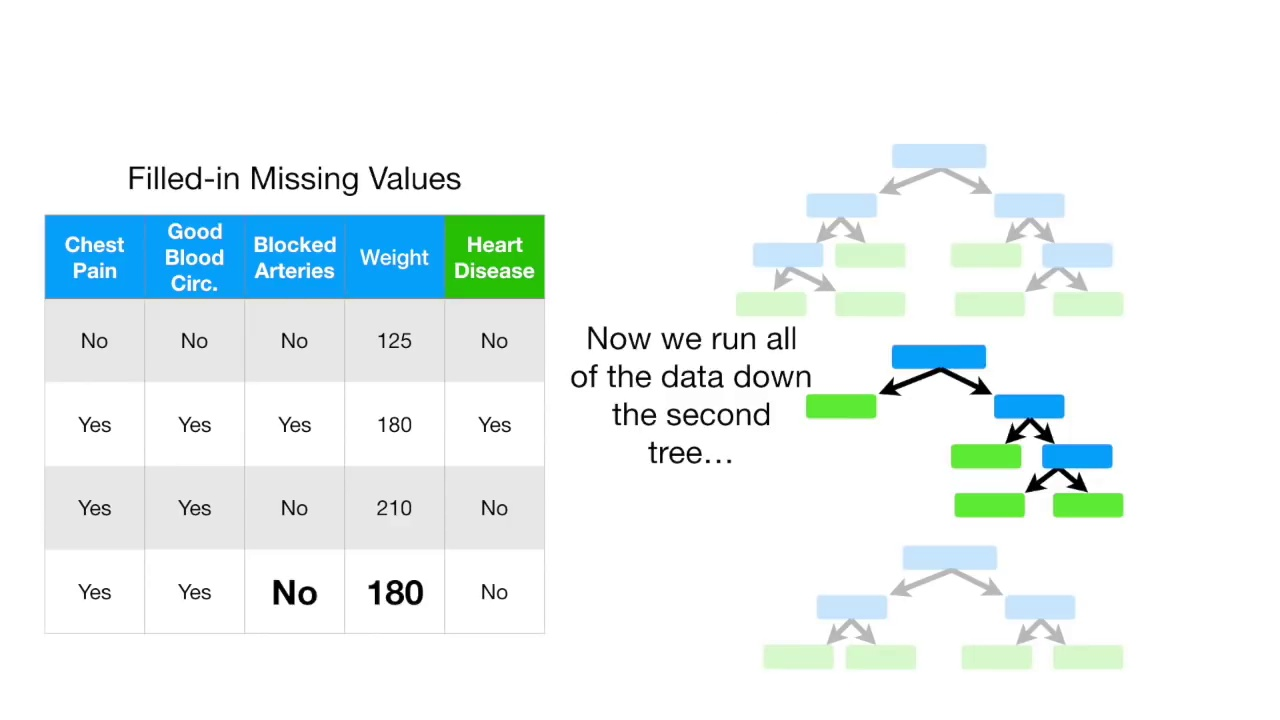 Filled-in Missing Values
Chest Pain Good Blood Circ. Blocked Arteries Weight Heart Disease
No No No 125 No
Yes Yes Yes 180 Yes
Yes Yes No 210 No
Yes Yes No 180 No
Now we run all
of the data down
the second
tree…